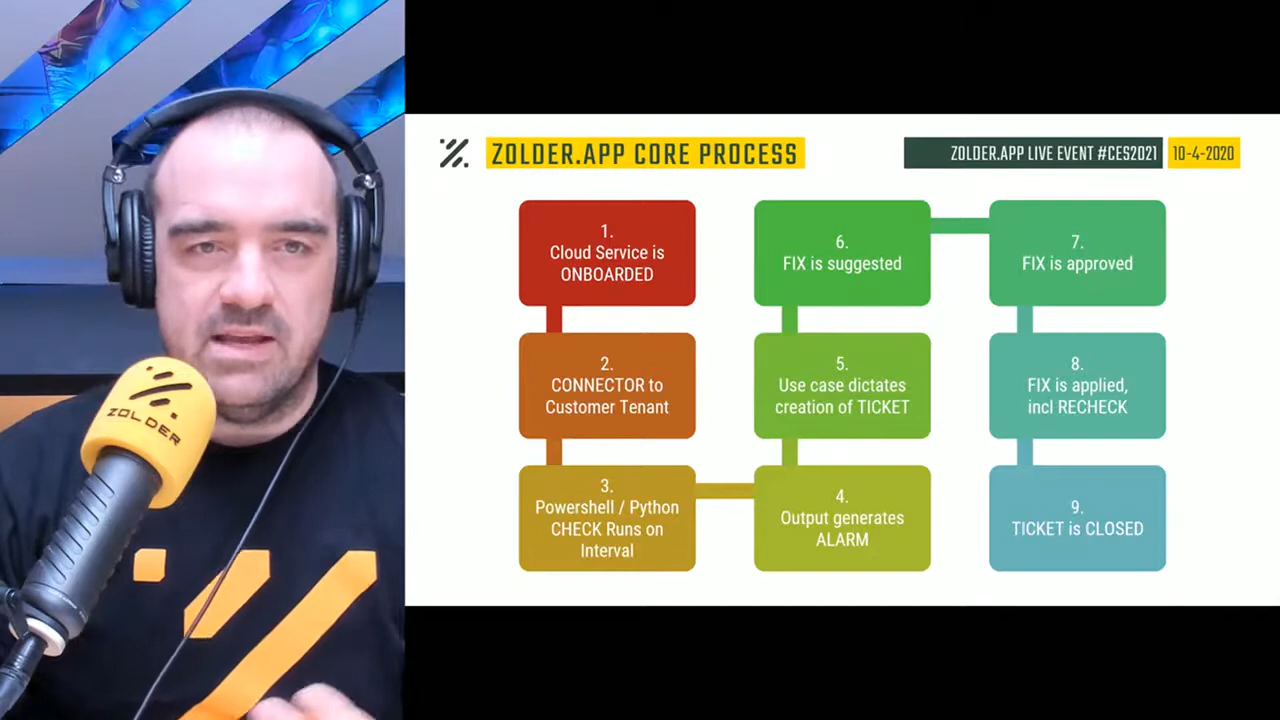 ZOLDER
ZOLDER.APP CORE PROCESS
ZOLDER.APP LIVE EVENT #CES2021
10-4-2020
1.
Cloud Service is
ONBOARDED
2.
CONNECTOR to
Customer Tenant
3.
Powershell / Python
CHECK Runs on
Interval
4.
Output generates
ALARM
5.
Use case dictates
creation of TICKET
6.
FIX is suggested
7.
FIX is approved
8.
FIX is applied,
incl RECHECK
9.
TICKET is CLOSED